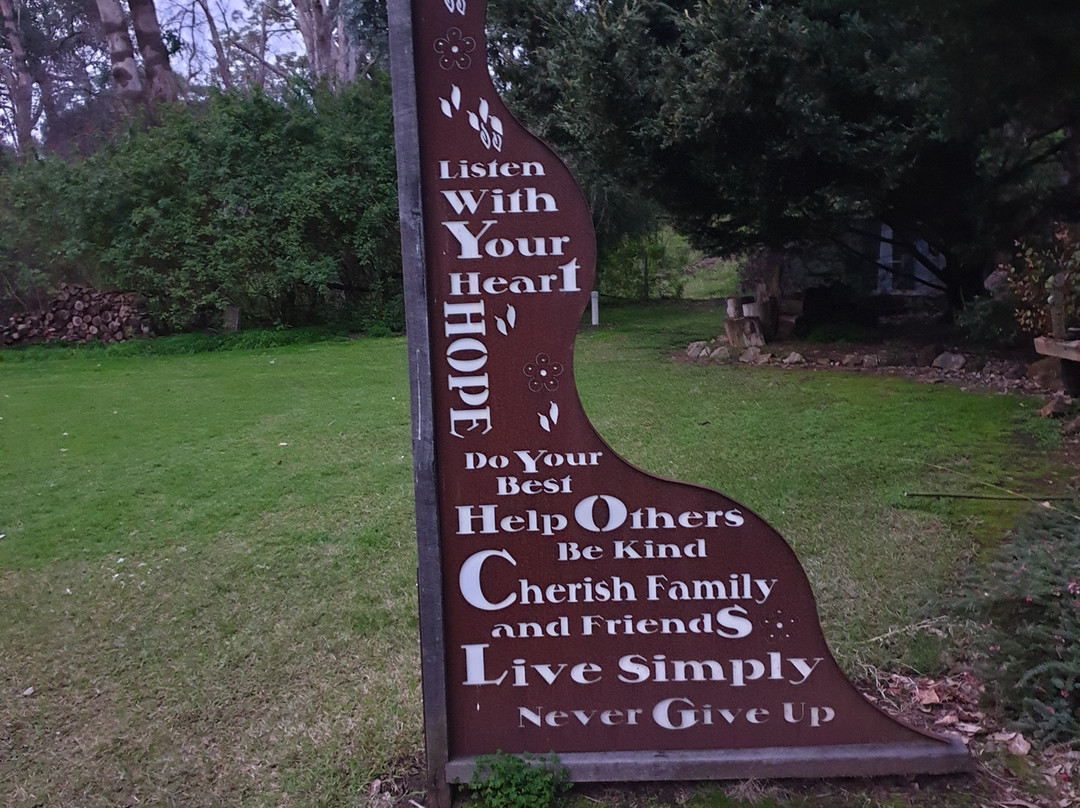 Listen
With
Your
Heart
HOPE
Do Your
Best
Help Others
Be Kind
Cherish Family
and FriendS
Live Simply
Never Give Up